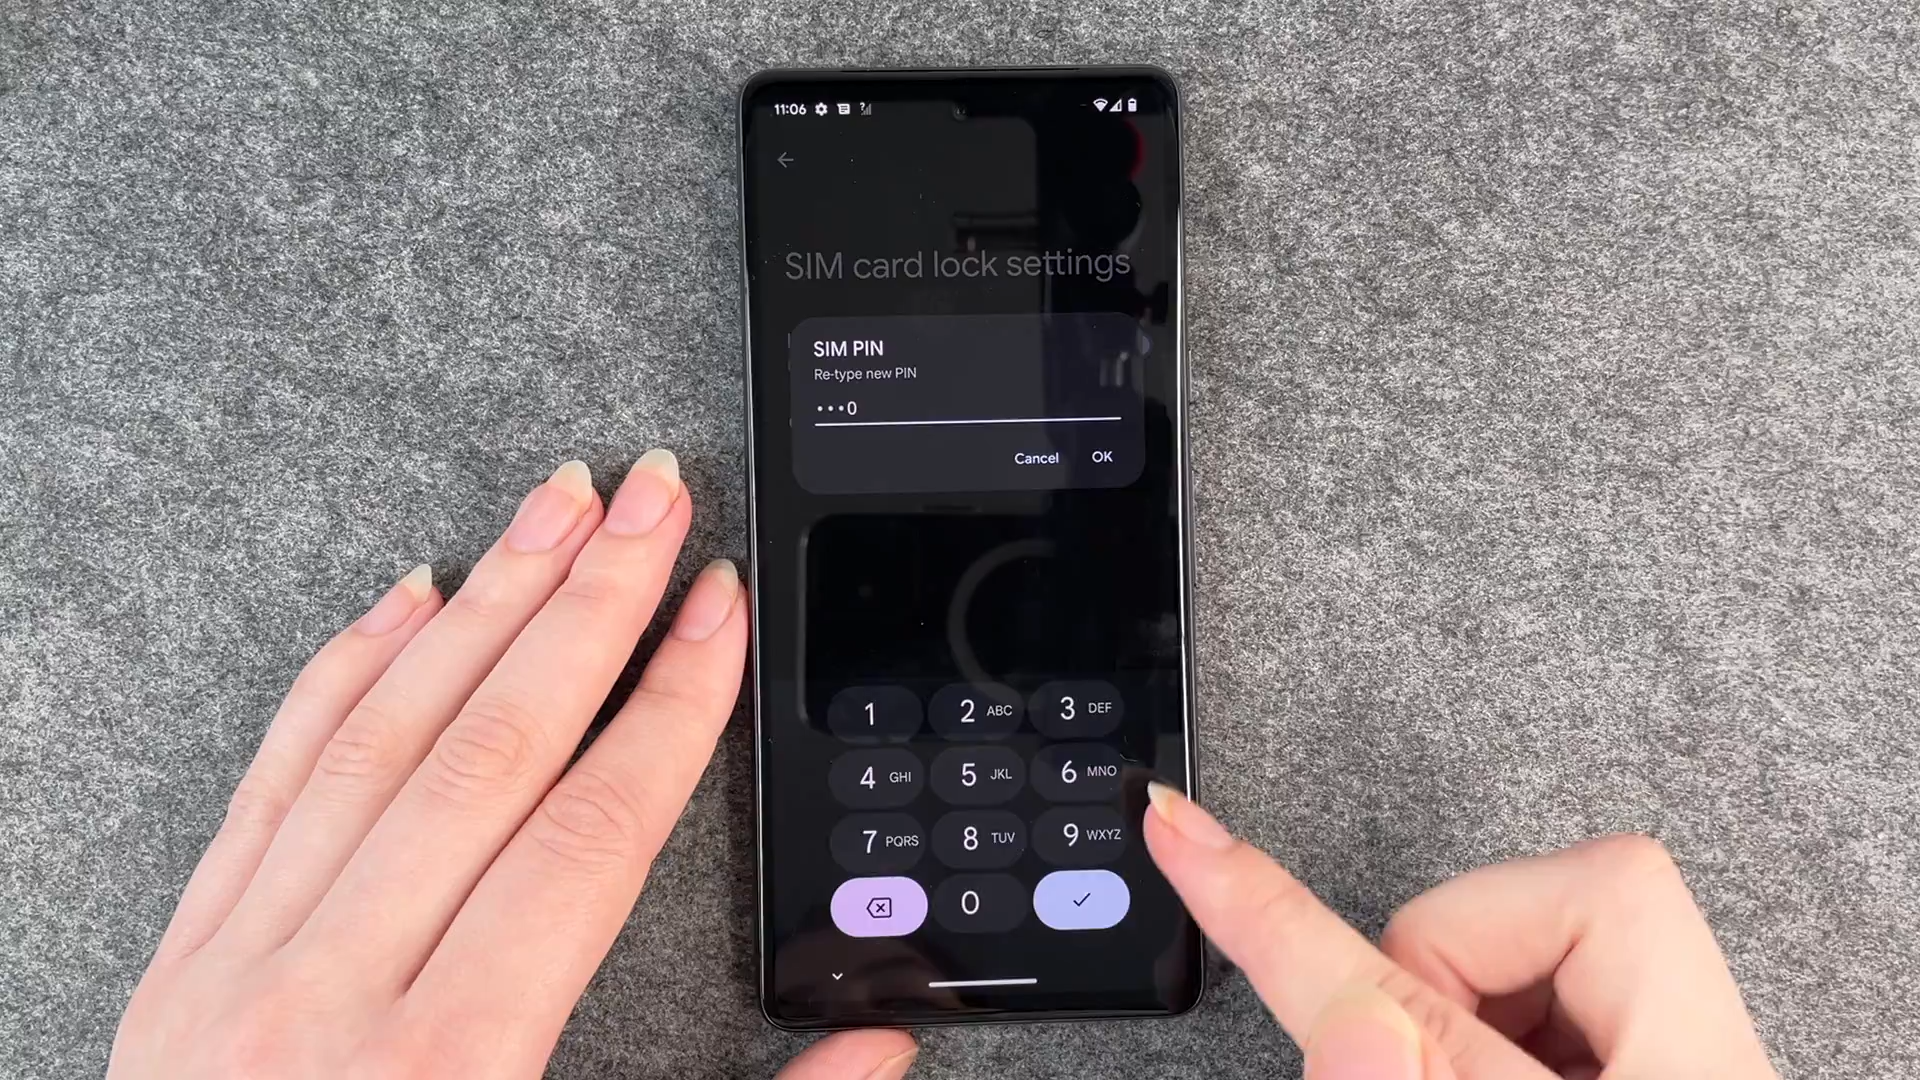 11:06
SIM card lock settings
SIM PIN
Re-type new PIN
•••0
Cancel OK
1 2 ABC 3 DEF
4 GHI 5 JKL 6 MNO
7 PQRS 8 TUV 9 WXYZ
0